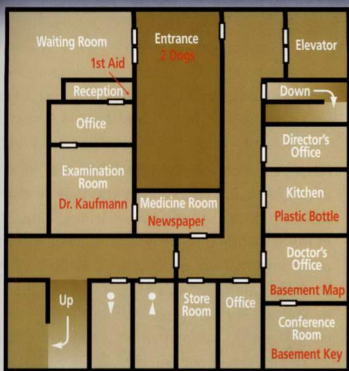 Waiting Room
Entrance
2 Dogs
Elevator
1st Aid
Reception
Down
Office
Director's
Office
Examination
Room
Dr. Kaufmann
Medicine Room
Newspaper
Kitchen
Plastic Bottle
Doctor's
Office
Basement Map
Up
Store
Room
Office
Conference
Room
Basement Key